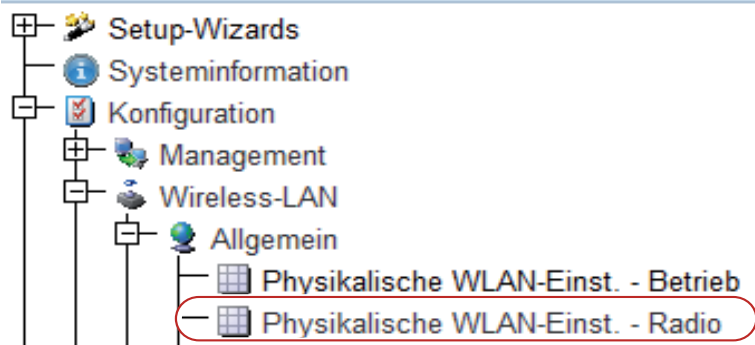 Setup-Wizards
Systeminformation
Konfiguration
Management
Wireless-LAN
Allgemein
Physikalische WLAN-Einst. - Betrieb
Physikalische WLAN-Einst. - Radio